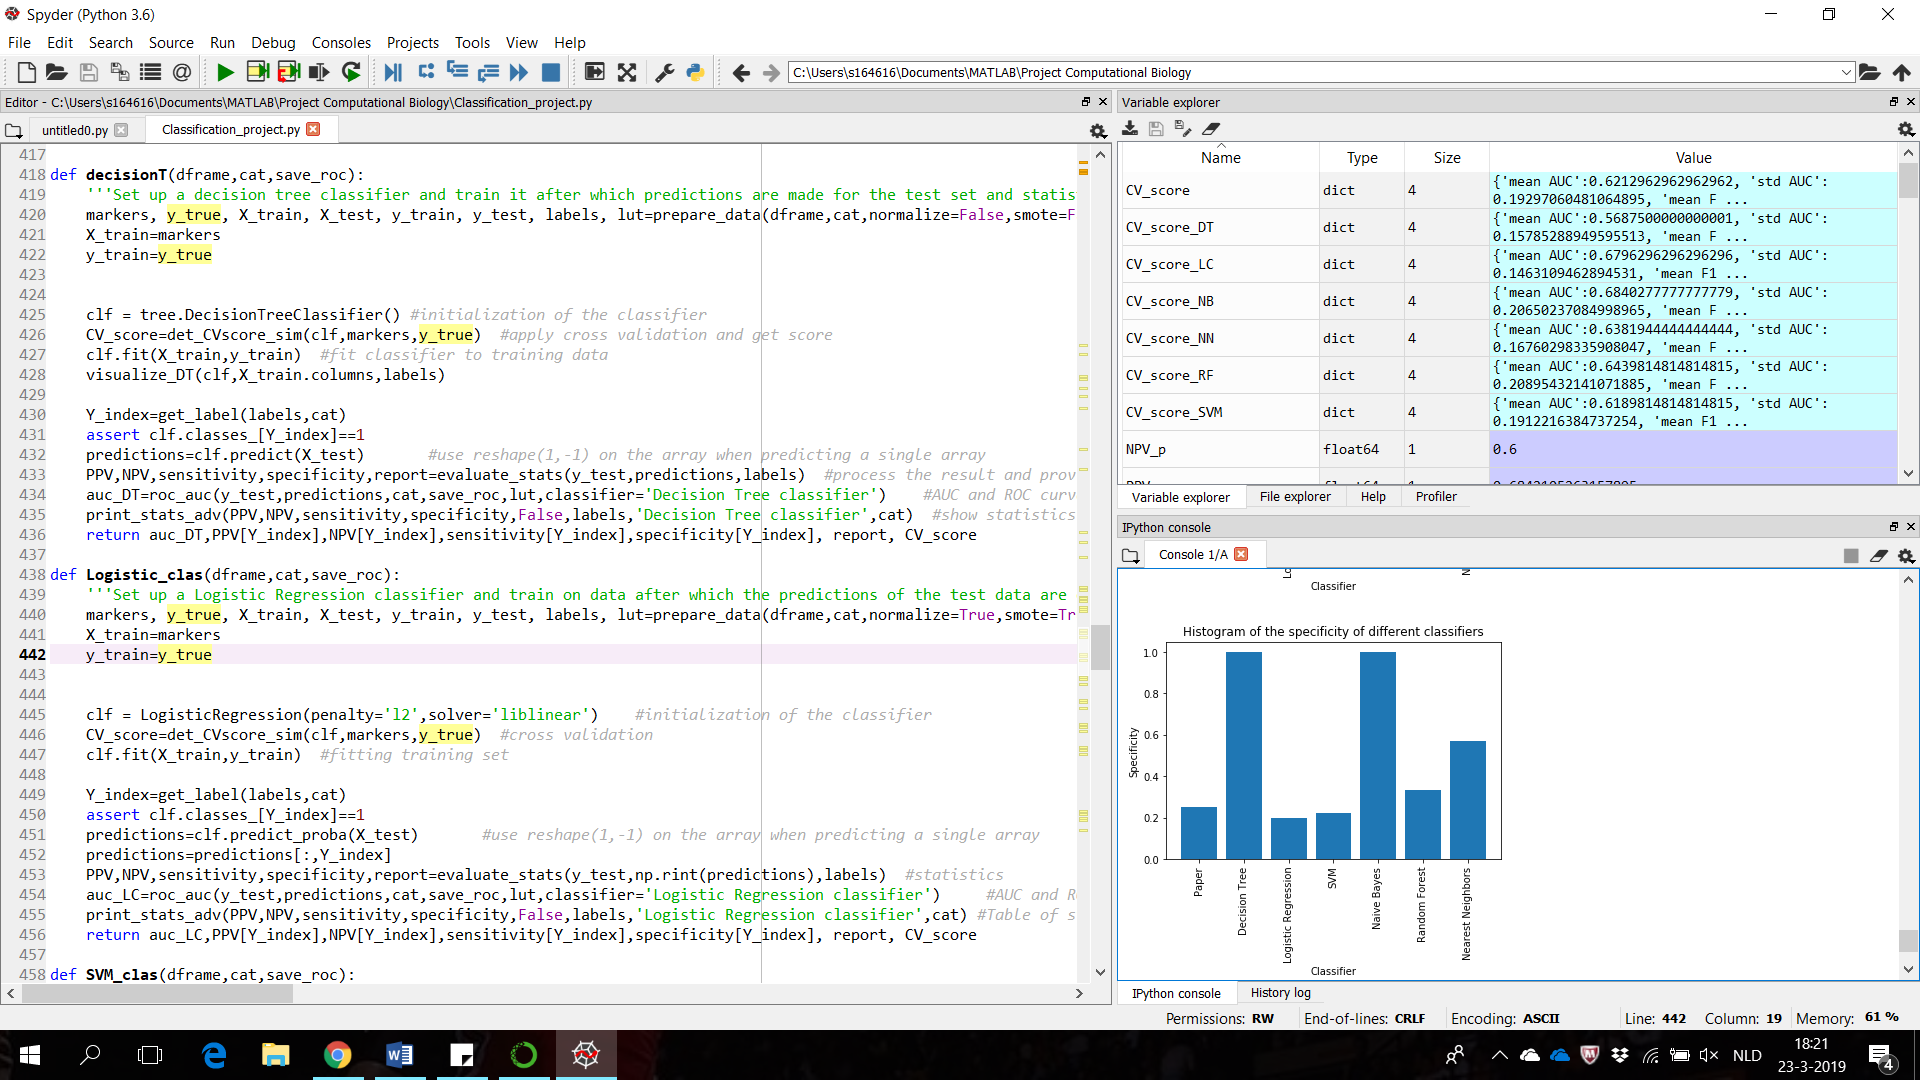 Spyder (Python 3.6)
File Edit Search Source Run Debug Consoles Projects Tools View Help
C:\Users\s164616\Documents\MATLAB\Project Computational Biology
Editor - C:\Users\s164616\Documents\MATLAB\Project Computational Biology\Classification_project.py
untitled0.py Classification_project.py
417
418 def decisionT(dframe,cat,save_roc):
419 '''Set up a decision tree classifier and train it after which predictions are made for the test set and statis
420 markers, y_true, X_train, X_test, y_train, y_test, labels, lut=prepare_data(dframe,cat,normalize=False,smote=F
421 X_train=markers
422 y_train=y_true
423
424
425 clf = tree.DecisionTreeClassifier() #initialization of the classifier
426 CV_score=det_CVscore_sim(clf,markers,y_true) #apply cross validation and get score
427 clf.fit(X_train,y_train) #fit classifier to training data
428 visualize_DT(clf,X_train.columns,labels)
429
430 Y_index=get_label(labels,cat)
431 assert clf.classes_[Y_index]==1
432 predictions=clf.predict(X_test) #use reshape(1,-1) on the array when predicting a single array
433 PPV,NPV,sensitivity,specificity,report=evaluate_stats(y_test,predictions,labels) #process the result and prov
434 auc_DT=roc_auc(y_test,predictions,cat,save_roc,lut,classifier='Decision Tree classifier') #AUC and ROC curv
435 print_stats_adv(PPV,NPV,sensitivity,specificity,False,labels,'Decision Tree classifier',cat) #show statistics
436 return auc_DT,PPV[Y_index],NPV[Y_index],sensitivity[Y_index],specificity[Y_index], report, CV_score
437
438 def Logistic_clas(dframe,cat,save_roc):
439 '''Set up a Logistic Regression classifier and train on data after which the predictions of the test data are
440 markers, y_true, X_train, X_test, y_train, y_test, labels, lut=prepare_data(dframe,cat,normalize=True,smote=Tr
441 X_train=markers
442 y_train=y_true
443
444
445 clf = LogisticRegression(penalty='l2',solver='liblinear') #initialization of the classifier
446 CV_score=det_CVscore_sim(clf,markers,y_true) #cross validation
447 clf.fit(X_train,y_train) #fitting training set
448
449 Y_index=get_label(labels,cat)
450 assert clf.classes_[Y_index]==1
451 predictions=clf.predict_proba(X_test) #use reshape(1,-1) on the array when predicting a single array
452 predictions=predictions[:,Y_index]
453 PPV,NPV,sensitivity,specificity,report=evaluate_stats(y_test,np.rint(predictions),labels) #statistics
454 auc_LC=roc_auc(y_test,predictions,cat,save_roc,lut,classifier='Logistic Regression classifier') #AUC and R
455 print_stats_adv(PPV,NPV,sensitivity,specificity,False,labels,'Logistic Regression classifier',cat) #Table of s
456 return auc_LC,PPV[Y_index],NPV[Y_index],sensitivity[Y_index],specificity[Y_index], report, CV_score
457
458 def SVM_clas(dframe,cat,save_roc):
Variable explorer
Name Type Size Value
CV_score dict 4 {'mean AUC':0.6212962962962962, 'std AUC':
0.19297060481064895, 'mean F ...
CV_score_DT dict 4 {'mean AUC':0.5687500000000001, 'std AUC':
0.15785288949595513, 'mean F ...
CV_score_LC dict 4 {'mean AUC':0.6796296296296296, 'std AUC':
0.1463109462894531, 'mean F1 ...
CV_score_NB dict 4 {'mean AUC':0.6840277777777779, 'std AUC':
0.20650237084998965, 'mean F ...
CV_score_NN dict 4 {'mean AUC':0.6381944444444444, 'std AUC':
0.16760298335908047, 'mean F ...
CV_score_RF dict 4 {'mean AUC':0.6439814814814815, 'std AUC':
0.20895432141071885, 'mean F ...
CV_score_SVM dict 4 {'mean AUC':0.6189814814814815, 'std AUC':
0.1912216384737254, 'mean F1 ...
NPV_p float64 1 0.6
Variable explorer File explorer Help Profiler
IPython console
Console 1/A
Lo N
Classifier
Histogram of the specificity of different classifiers
1.0
0.8
0.6
0.4
0.2
0.0
Specificity
Paper
Decision Tree
Logistic Regression
SVM
Naive Bayes
Random Forest
Nearest Neighbors
Classifier
IPython console History log
Permissions: RW End-of-lines: CRLF Encoding: ASCII Line: 442 Column: 19 Memory: 61 %
NLD
18:21
23-3-2019
4